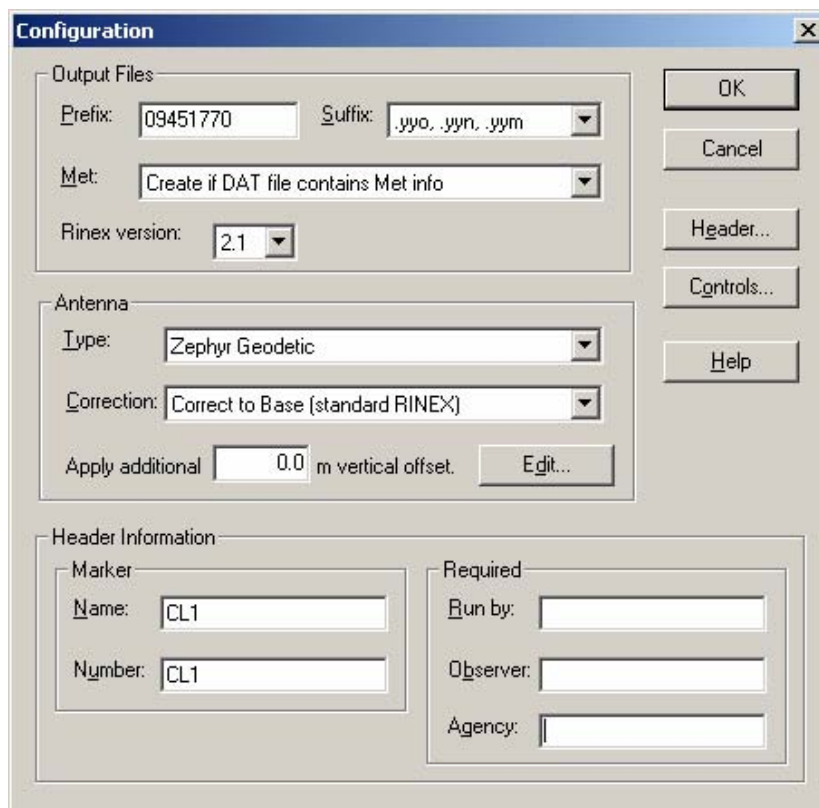 Configuration
Output Files
Prefix: 09451770 Suffix: .yyo, .yyn, .yym
Met: Create if DAT file contains Met info
Rinex version: 2.1
OK
Cancel
Header...
Controls...
Help
Antenna
Type: Zephyr Geodetic
Correction: Correct to Base (standard RINEX)
Apply additional 0.0 m vertical offset. Edit...
Header Information
Marker
Name: CL1
Number: CL1
Required
Run by:
Observer:
Agency: